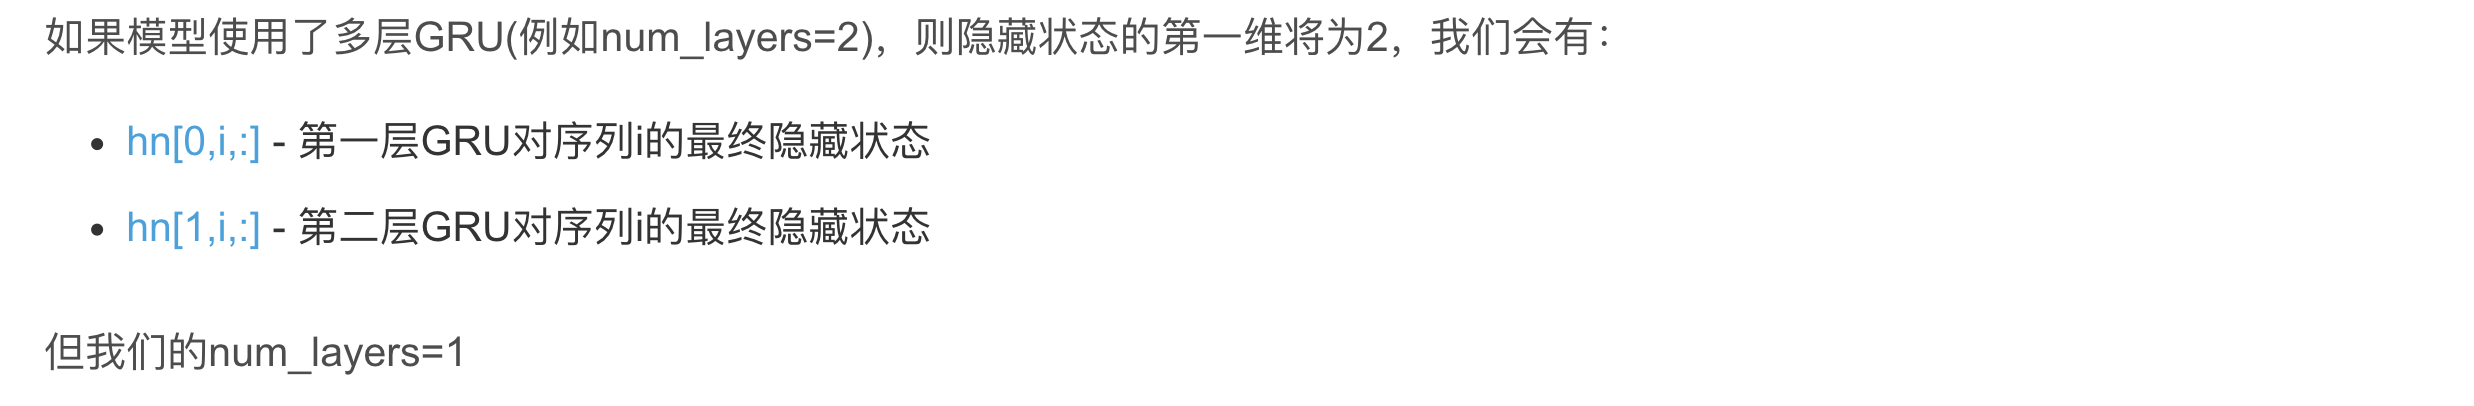 如果模型使用了多层GRU(例如num_layers=2)，则隐藏状态的第一维将为2，我们会有：
• hn[0,i,:] - 第一层GRU对序列i的最终隐藏状态
• hn[1,i,:] - 第二层GRU对序列i的最终隐藏状态
但我们的num_layers=1